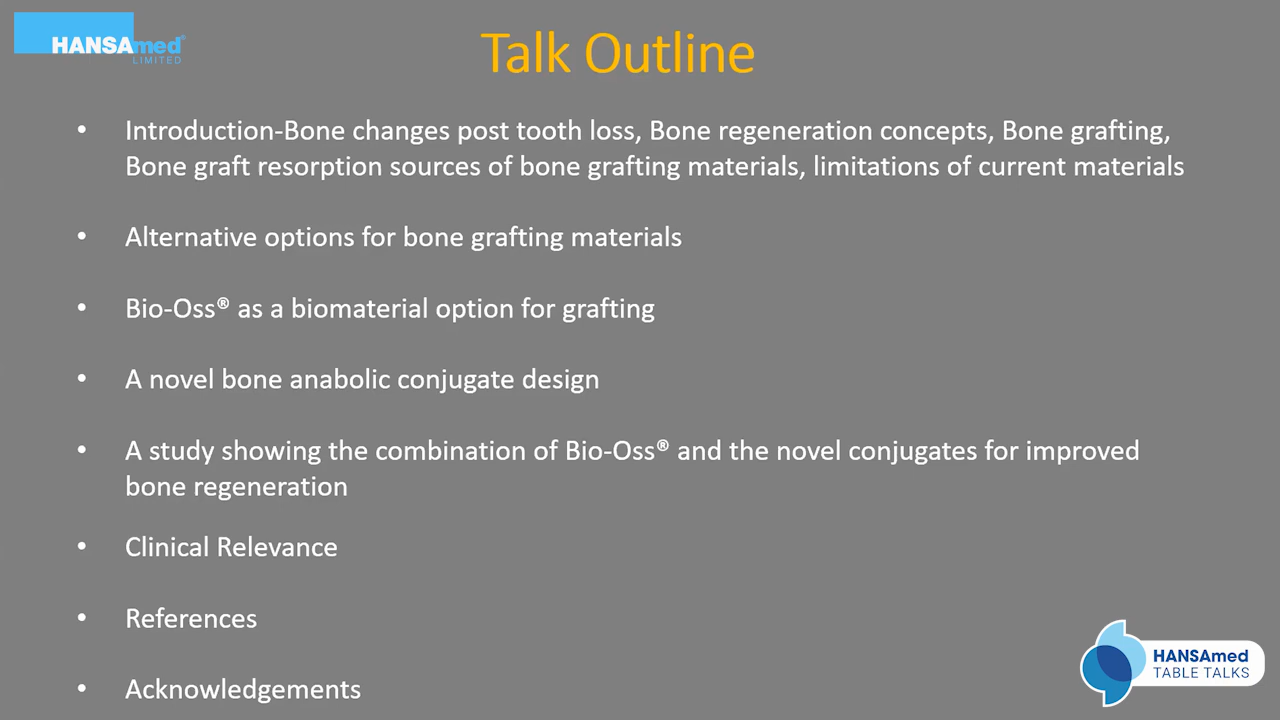 HANSAmed®
LIMITED
Talk Outline
• Introduction-Bone changes post tooth loss, Bone regeneration concepts, Bone grafting,
Bone graft resorption sources of bone grafting materials, limitations of current materials
• Alternative options for bone grafting materials
• Bio-Oss® as a biomaterial option for grafting
• A novel bone anabolic conjugate design
• A study showing the combination of Bio-Oss® and the novel conjugates for improved
bone regeneration
• Clinical Relevance
• References
• Acknowledgements
HANSAmed
TABLE TALKS